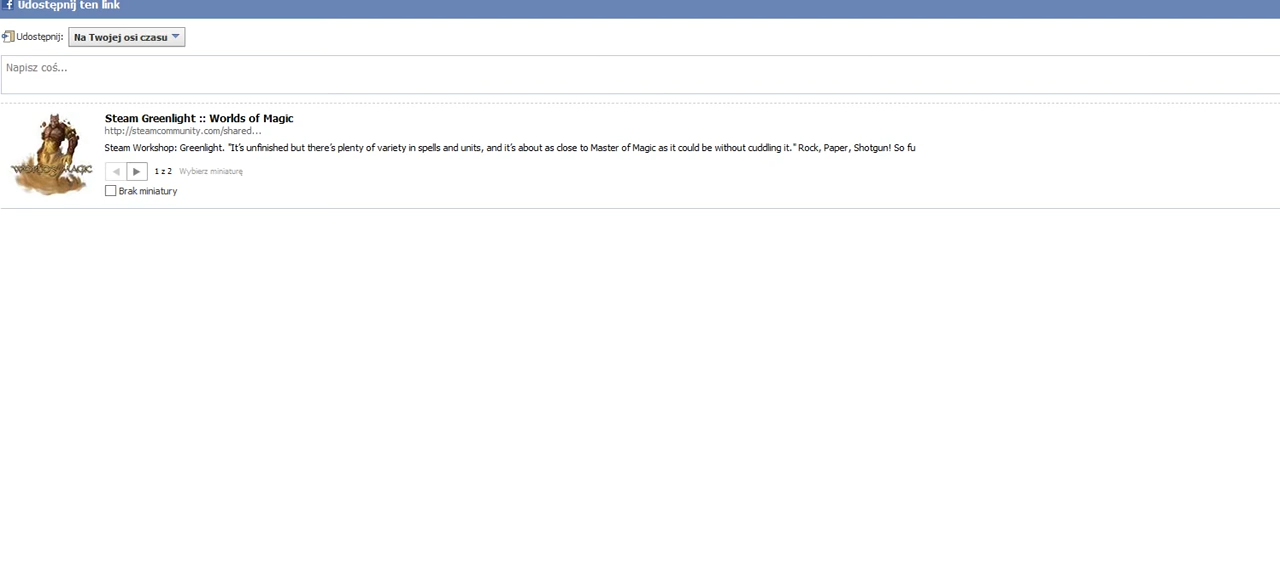 Udostępnij ten link
Udostępnij: Na Twojej osi czasu
Napisz coś...
Steam Greenlight :: Worlds of Magic
http://steamcommunity.com/shared...
Steam Workshop: Greenlight. "It's unfinished but there's plenty of variety in spells and units, and it's about as close to Master of Magic as it could be without cuddling it." Rock, Paper, Shotgun! So fu
WORLDS OF MAGIC
1 z 2 Wybierz miniaturę
Brak miniatury